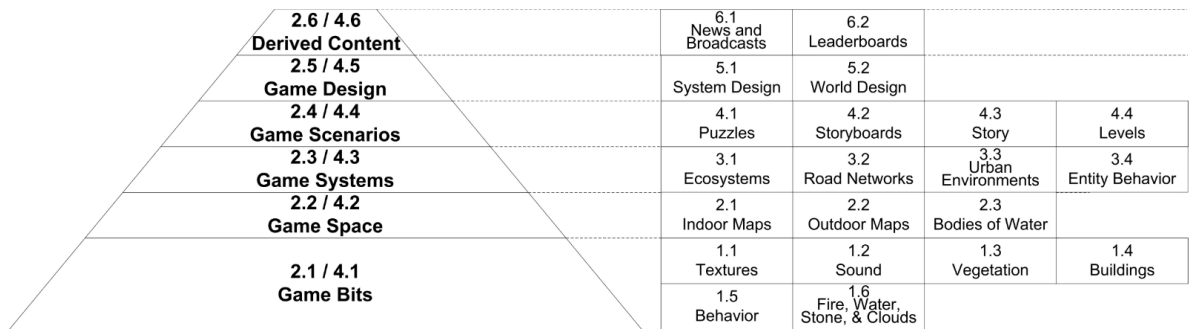 2.6 / 4.6
Derived Content
6.1
News and
Broadcasts
6.2
Leaderboards
2.5 / 4.5
Game Design
5.1
System Design
5.2
World Design
2.4 / 4.4
Game Scenarios
4.1
Puzzles
4.2
Storyboards
4.3
Story
4.4
Levels
2.3 / 4.3
Game Systems
3.1
Ecosystems
3.2
Road Networks
3.3
Urban
Environments
3.4
Entity Behavior
2.2 / 4.2
Game Space
2.1
Indoor Maps
2.2
Outdoor Maps
2.3
Bodies of Water
2.1 / 4.1
Game Bits
1.1
Textures
1.2
Sound
1.3
Vegetation
1.4
Buildings
1.5
Behavior
1.6
Fire, Water,
Stone, & Clouds